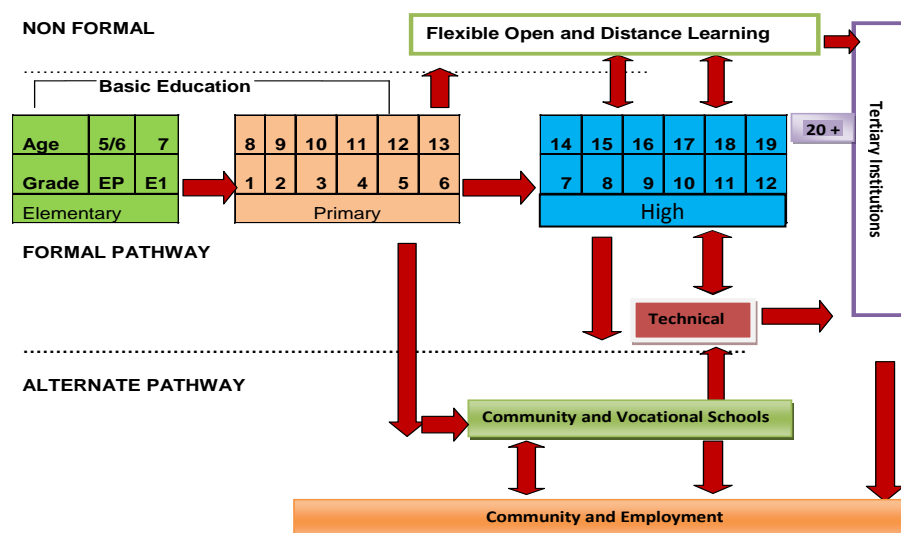 NON FORMAL
Flexible Open and Distance Learning
Basic Education
Age 5/6 7 8 9 10 11 12 13 14 15 16 17 18 19 20 +
Grade EP E1 1 2 3 4 5 6 7 8 9 10 11 12
Elementary Primary High
Tertiary Institutions
FORMAL PATHWAY
Technical
ALTERNATE PATHWAY
Community and Vocational Schools
Community and Employment